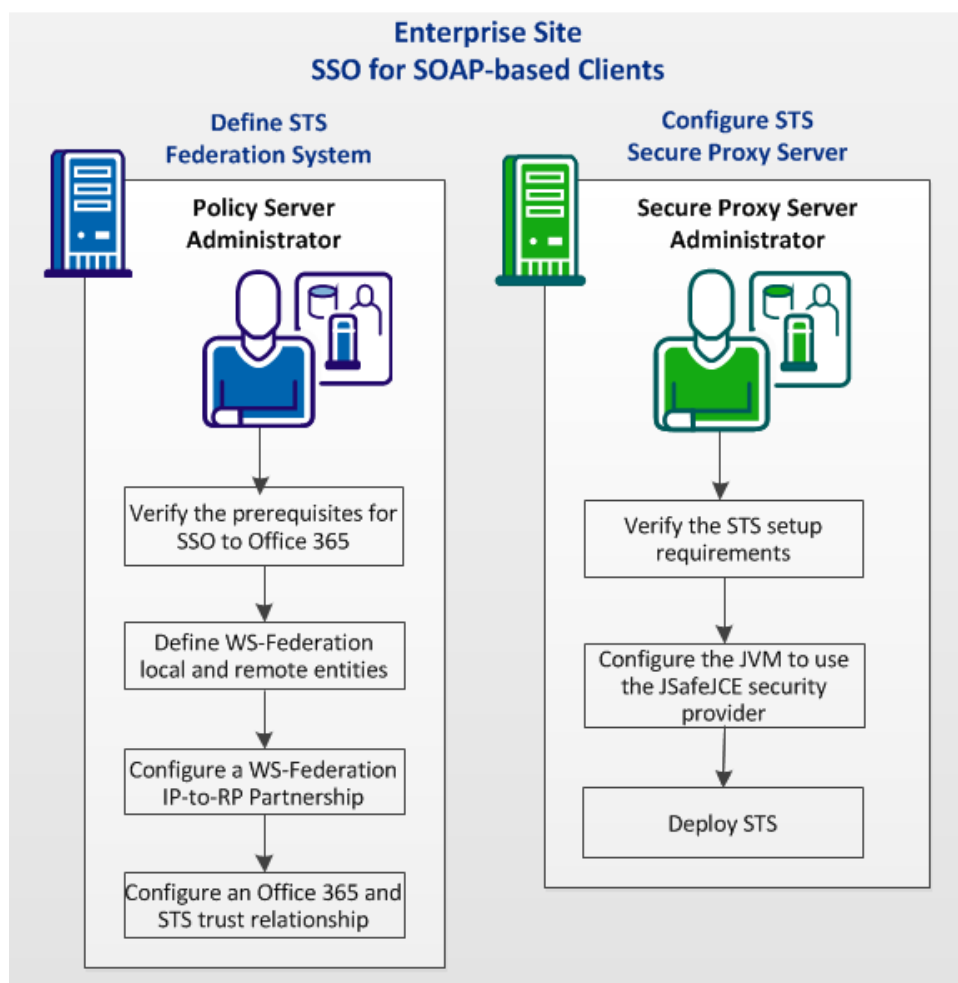 Enterprise Site
SSO for SOAP-based Clients
Define STS
Federation System
Policy Server
Administrator
Verify the prerequisites for
SSO to Office 365
Define WS-Federation
local and remote entities
Configure a WS-Federation
IP-to-RP Partnership
Configure an Office 365 and
STS trust relationship
Configure STS
Secure Proxy Server
Secure Proxy Server
Administrator
Verify the STS setup
requirements
Configure the JVM to use
the JSafeJCE security
provider
Deploy STS